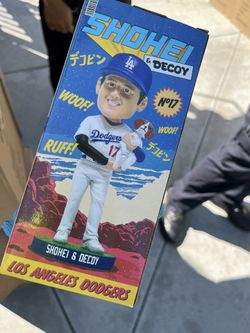 SHOHEI
& DECOY
デコピン
LA
WOOF!
Nº17
WOOF!
Dodgers
17
デコピン
RUFF!
SHOHEI & DECOY
LOS ANGELES DODGERS